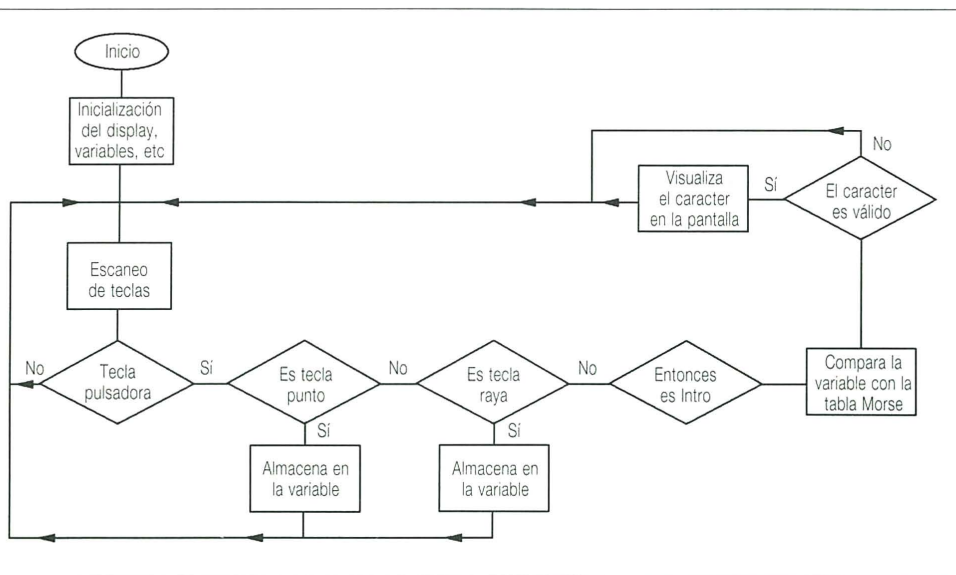 Inicio
Inicialización
del display,
variables, etc
No
Visualiza
el caracter
en la pantalla
Sí
El caracter
es válido
Escaneo
de teclas
No
Tecla
pulsadora
Sí
Es tecla
punto
No
Es tecla
raya
No
Entonces
es Intro
Compara la
variable con la
tabla Morse
Sí
Sí
Almacena en
la variable
Almacena en
la variable